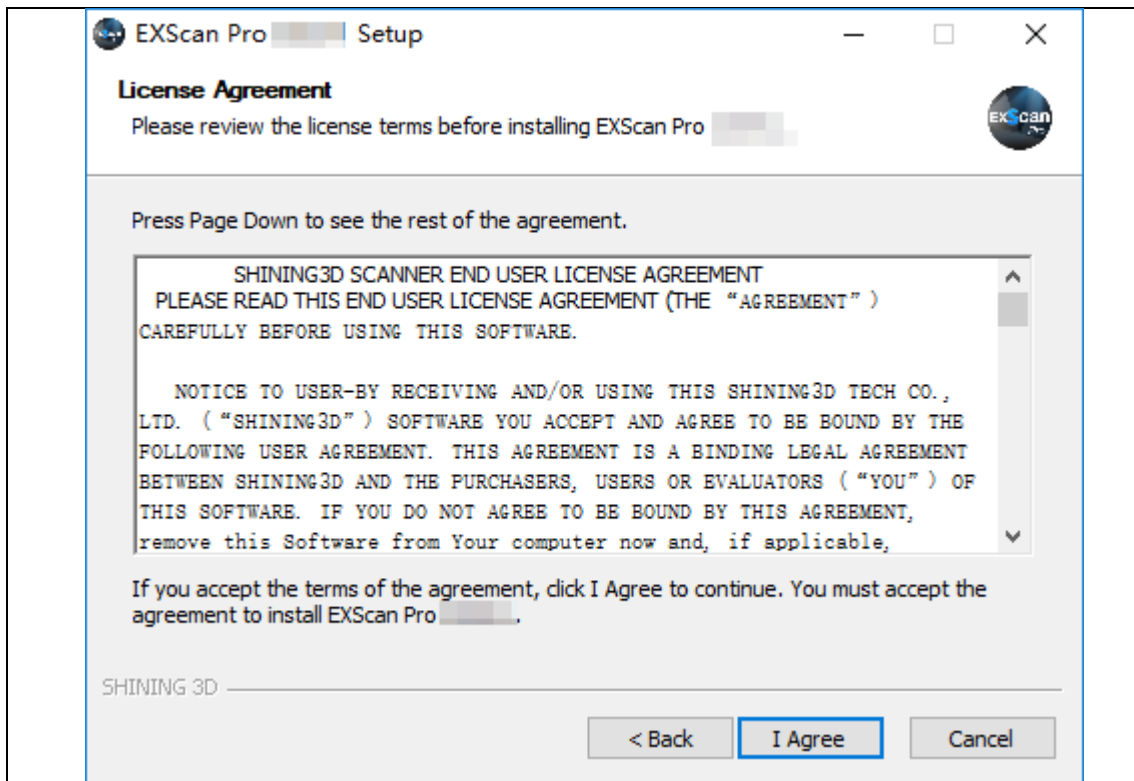 EXScan Pro Setup
License Agreement
Please review the license terms before installing EXScan Pro
EXScan
Pro
Press Page Down to see the rest of the agreement.
SHINING3D SCANNER END USER LICENSE AGREEMENT
PLEASE READ THIS END USER LICENSE AGREEMENT (THE “AGREEMENT”)
CAREFULLY BEFORE USING THIS SOFTWARE.
NOTICE TO USER-BY RECEIVING AND/OR USING THIS SHINING3D TECH CO.,
LTD. (“SHINING3D”) SOFTWARE YOU ACCEPT AND AGREE TO BE BOUND BY THE
FOLLOWING USER AGREEMENT. THIS AGREEMENT IS A BINDING LEGAL AGREEMENT
BETWEEN SHINING3D AND THE PURCHASERS, USERS OR EVALUATORS (“YOU”) OF
THIS SOFTWARE. IF YOU DO NOT AGREE TO BE BOUND BY THIS AGREEMENT,
remove this Software from Your computer now and, if applicable,
If you accept the terms of the agreement, click I Agree to continue. You must accept the
agreement to install EXScan Pro .
SHINING 3D
< Back I Agree Cancel